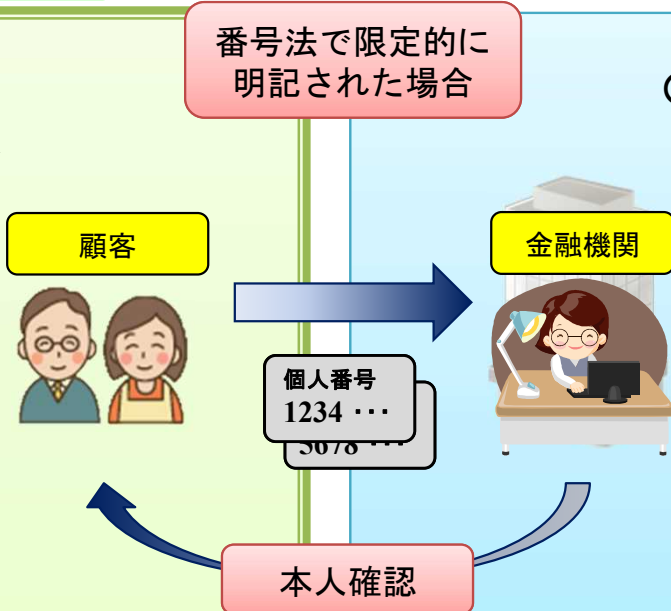 番号法で限定的に
明記された場合
顧客
金融機関
個人番号
1234 ･･･
5678 ･･･
本人確認